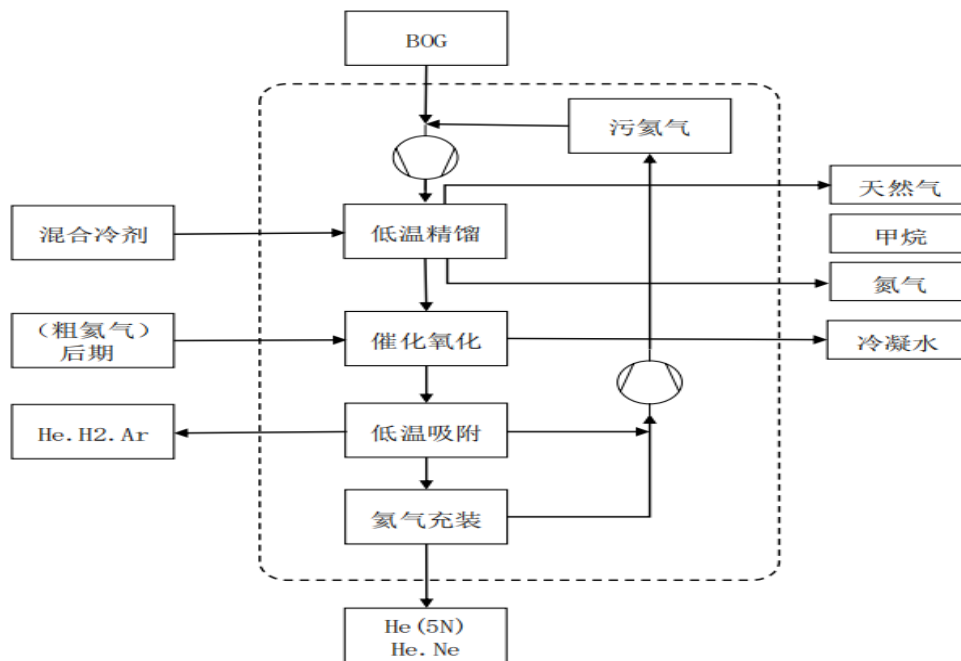 BOG
污氦气
天然气
混合冷剂
低温精馏
甲烷
氮气
（粗氦气）
后期
催化氧化
冷凝水
He.H2.Ar
低温吸附
氦气充装
He(5N)
He.Ne